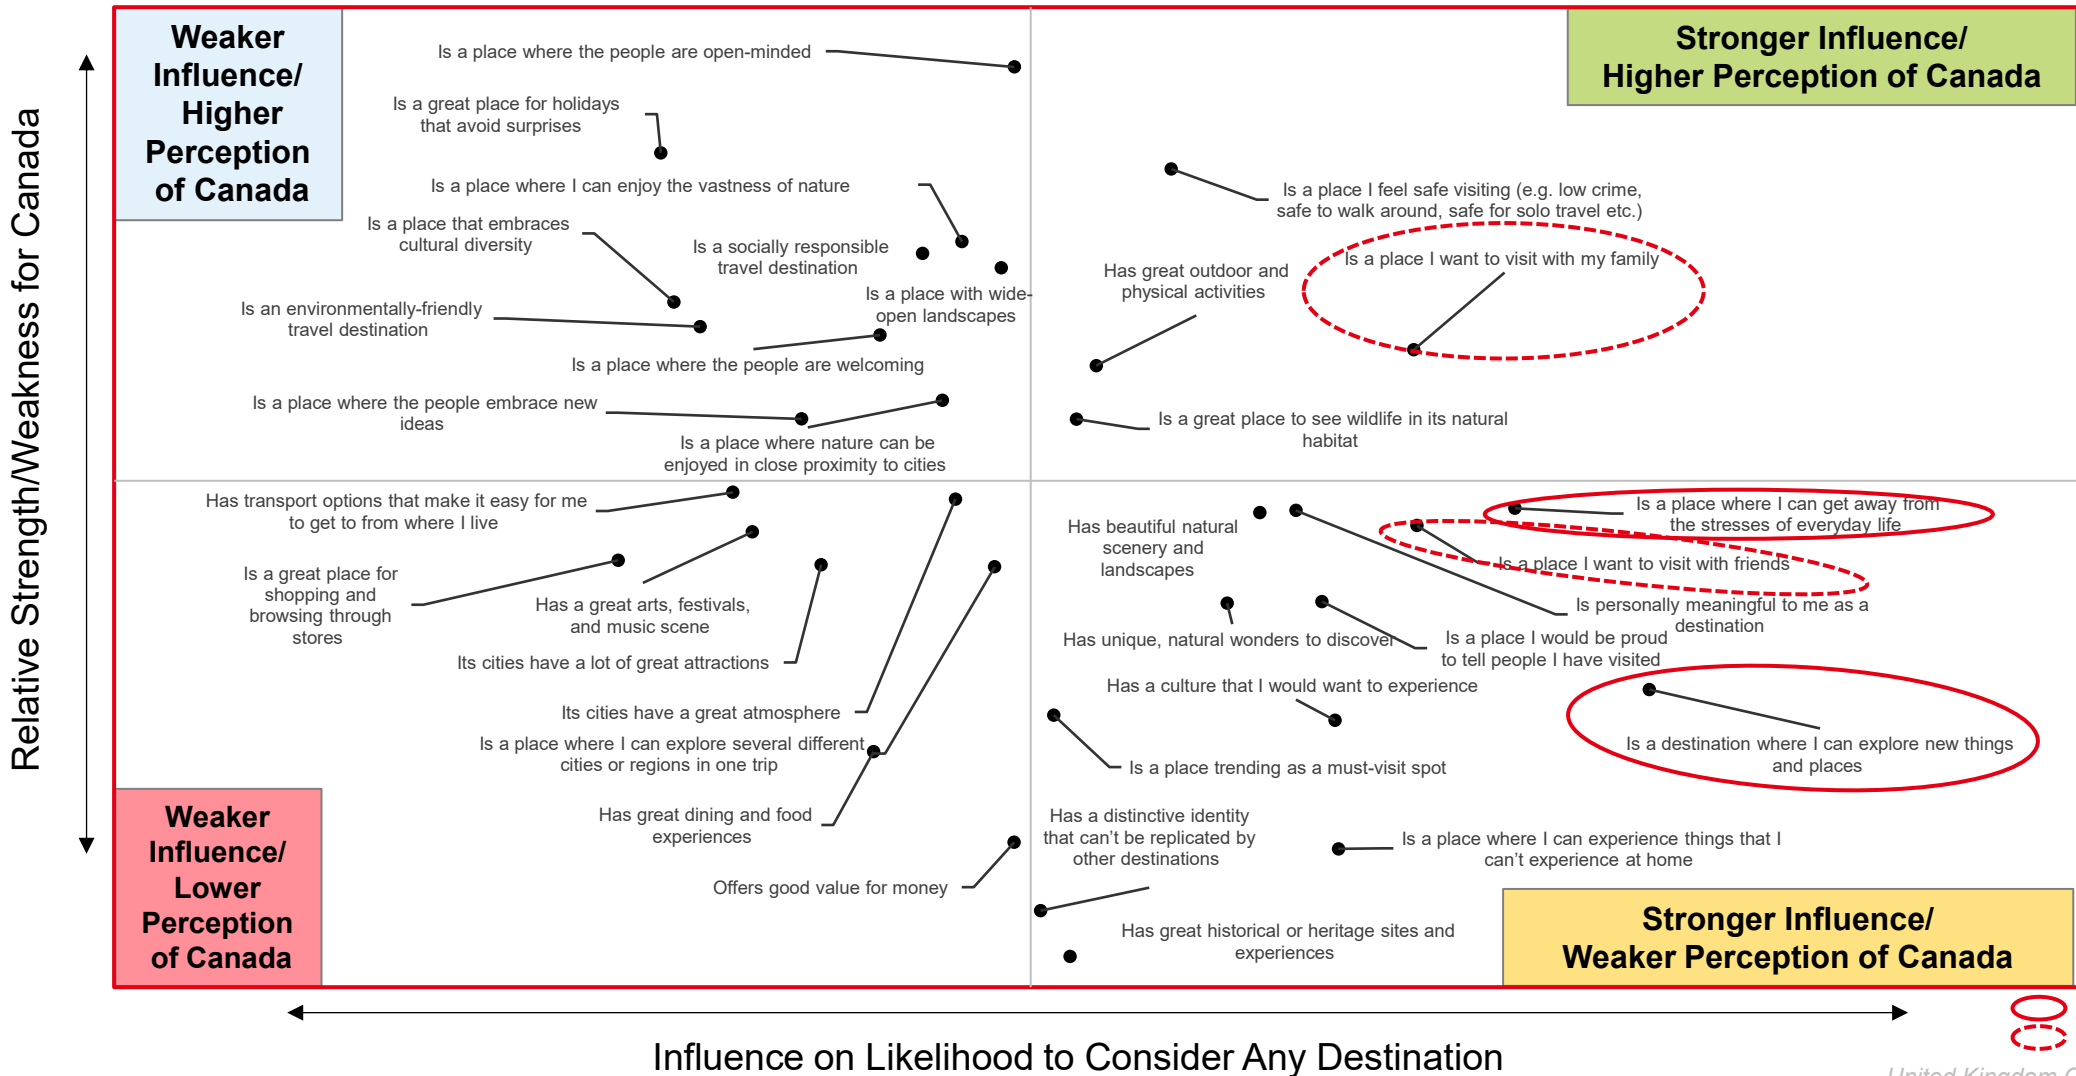 Weaker
Influence/
Higher
Perception
of Canada
Stronger Influence/
Higher Perception of Canada
Relative Strength/Weakness for Canada
Is a place where the people are open-minded
Is a great place for holidays
that avoid surprises
Is a place where I can enjoy the vastness of nature
Is a place that embraces
cultural diversity
Is a socially responsible
travel destination
Is a place with wide-
open landscapes
Is an environmentally-friendly
travel destination
Is a place where the people are welcoming
Is a place where the people embrace new
ideas
Is a place where nature can be
enjoyed in close proximity to cities
Is a place I feel safe visiting (e.g. low crime,
safe to walk around, safe for solo travel etc.)
Is a place I want to visit with my family
Has great outdoor and
physical activities
Is a great place to see wildlife in its natural
habitat
Has transport options that make it easy for me
to get to from where I live
Is a great place for
shopping and
browsing through
stores
Has a great arts, festivals,
and music scene
Its cities have a lot of great attractions
Its cities have a great atmosphere
Is a place where I can explore several different
cities or regions in one trip
Has great dining and food
experiences
Offers good value for money
Has beautiful natural
scenery and
landscapes
Is a place where I can get away from
the stresses of everyday life
Is a place I want to visit with friends
Is personally meaningful to me as a
destination
Has unique, natural wonders to discover
Is a place I would be proud
to tell people I have visited
Has a culture that I would want to experience
Is a destination where I can explore new things
and places
Is a place trending as a must-visit spot
Has a distinctive identity
that can't be replicated by
other destinations
Is a place where I can experience things that I
can't experience at home
Has great historical or heritage sites and
experiences
Weaker
Influence/
Lower
Perception
of Canada
Stronger Influence/
Weaker Perception of Canada
Influence on Likelihood to Consider Any Destination
United Kingdom